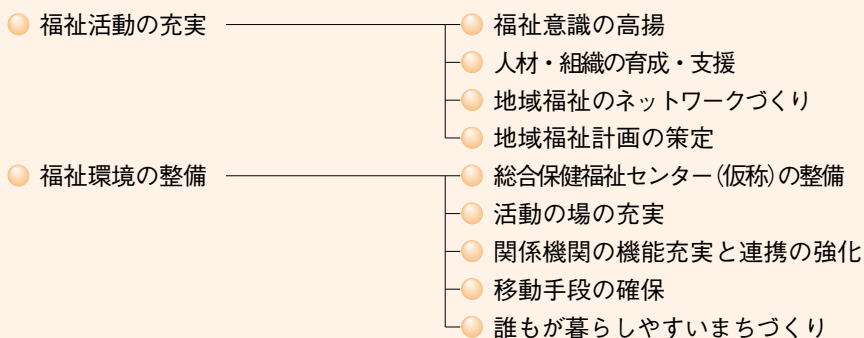 福祉活動の充実
福祉意識の高揚
人材・組織の育成・支援
地域福祉のネットワークづくり
地域福祉計画の策定
福祉環境の整備
総合保健福祉センター(仮称)の整備
活動の場の充実
関係機関の機能充実と連携の強化
移動手段の確保
誰もが暮らしやすいまちづくり